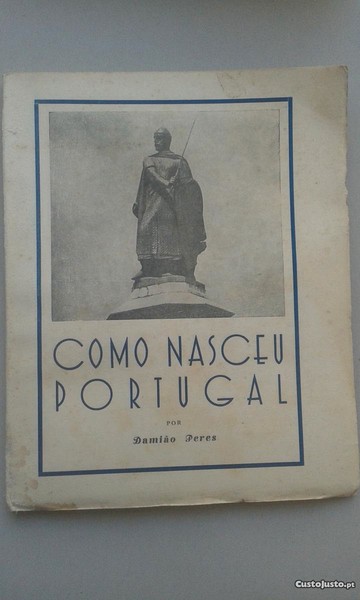 COMO NASCEU
PORTUGAL
POR
Damião Peres
CustoJusto.pt